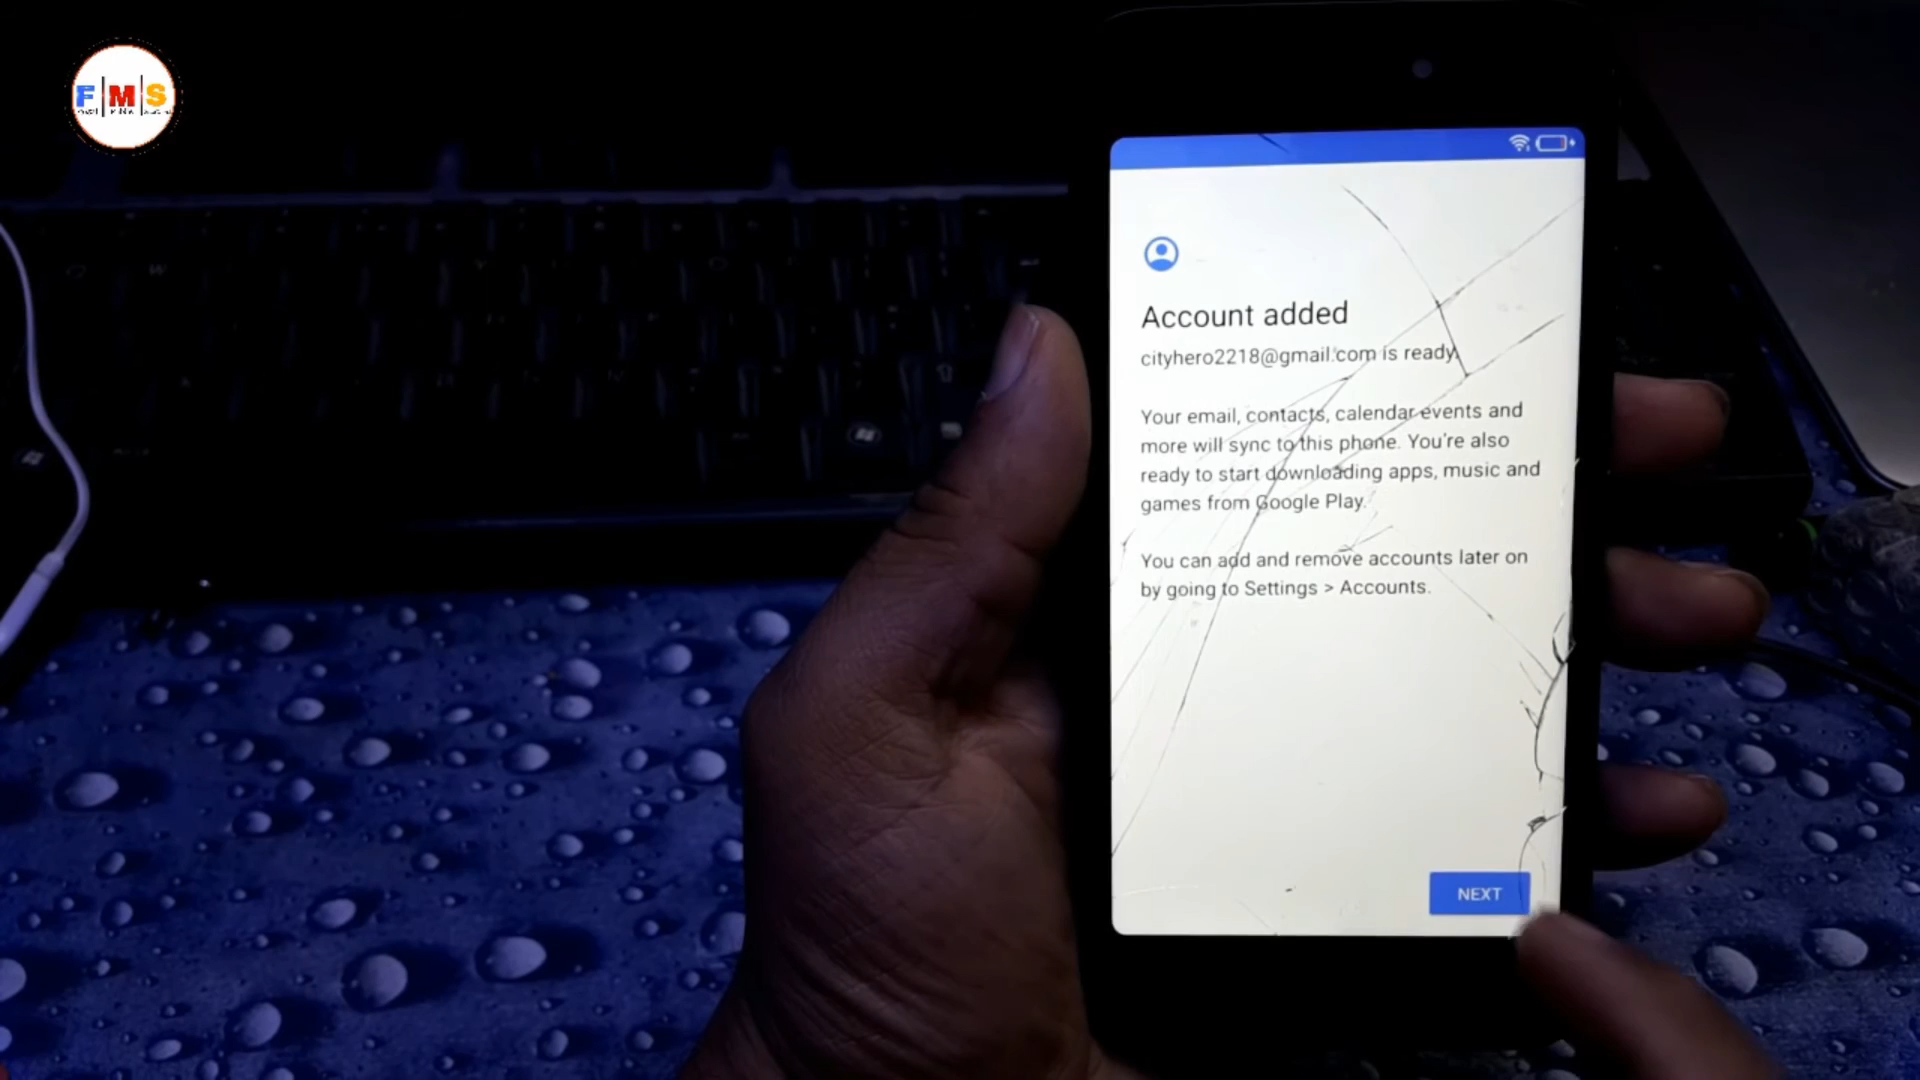 F M S
Account added
cityhero2218@gmail.com is ready.
Your email, contacts, calendar events and
more will sync to this phone. You're also
ready to start downloading apps, music and
games from Google Play.
You can add and remove accounts later on
by going to Settings > Accounts.
NEXT